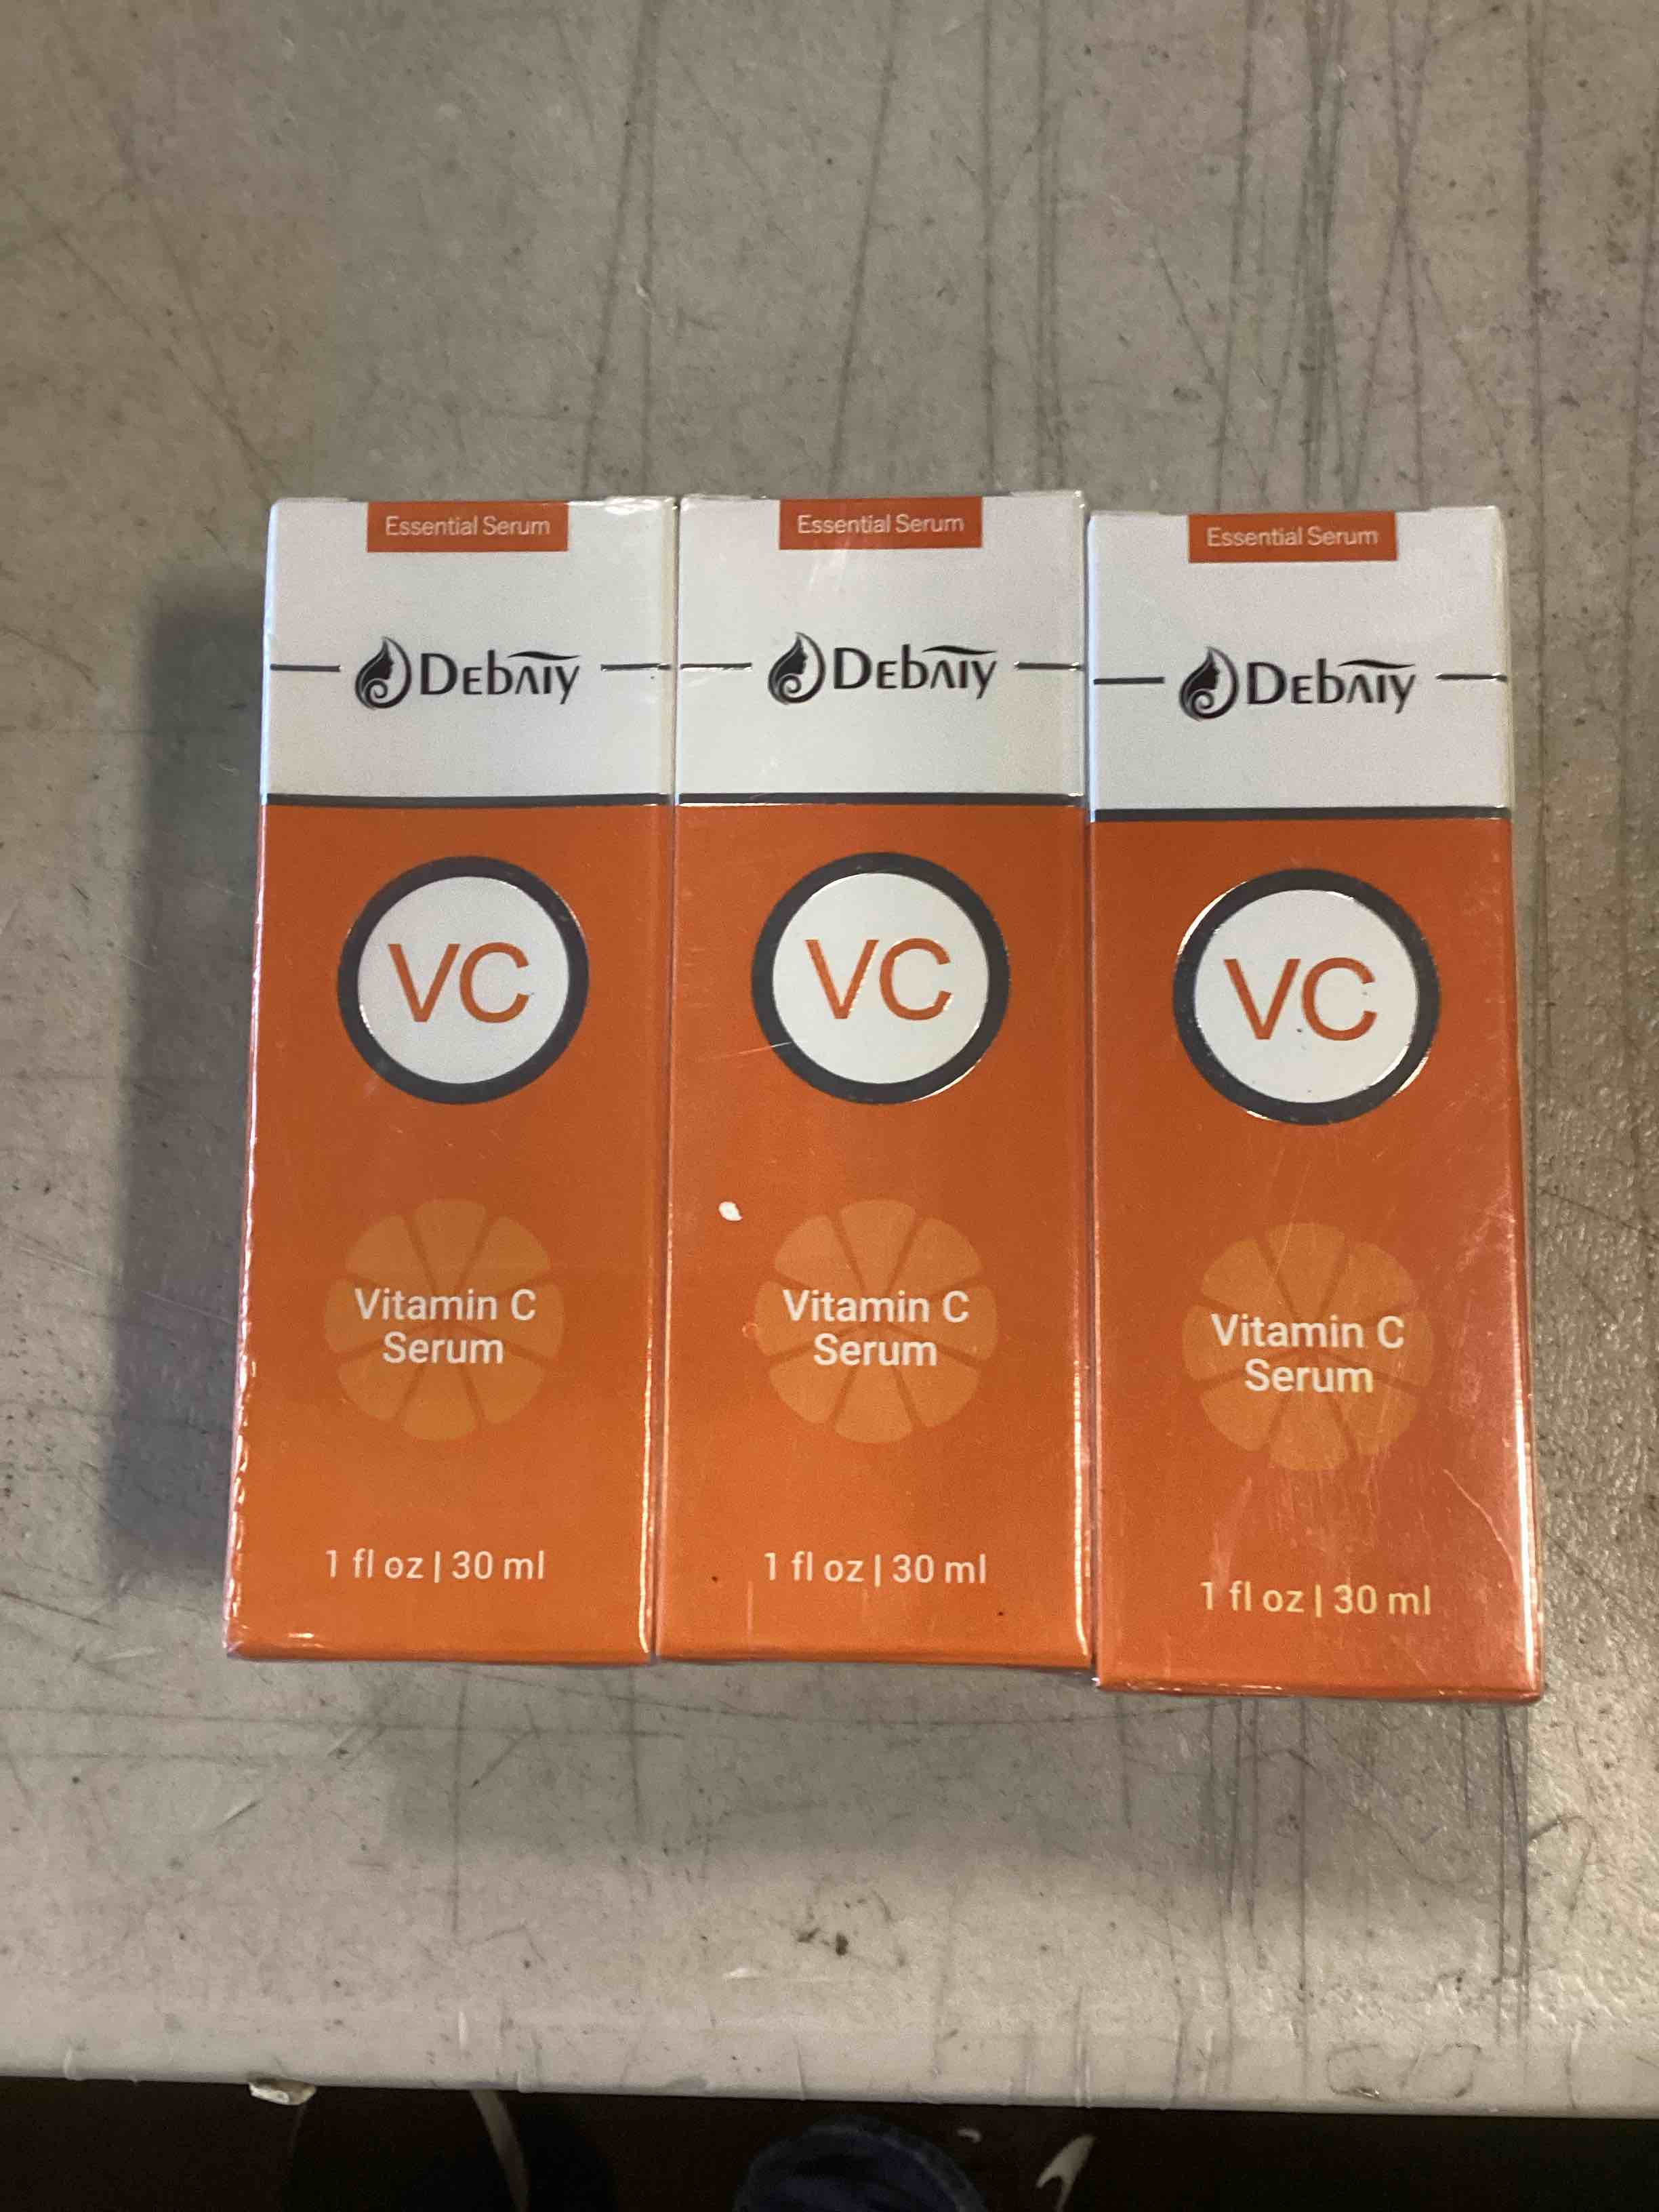 Essential Serum
Debaiy
VC
Vitamin C
Serum
1 fl oz | 30 ml
Essential Serum
Debaiy
VC
Vitamin C
Serum
1 fl oz | 30 ml
Essential Serum
Debaiy
VC
Vitamin C
Serum
1 fl oz | 30 ml